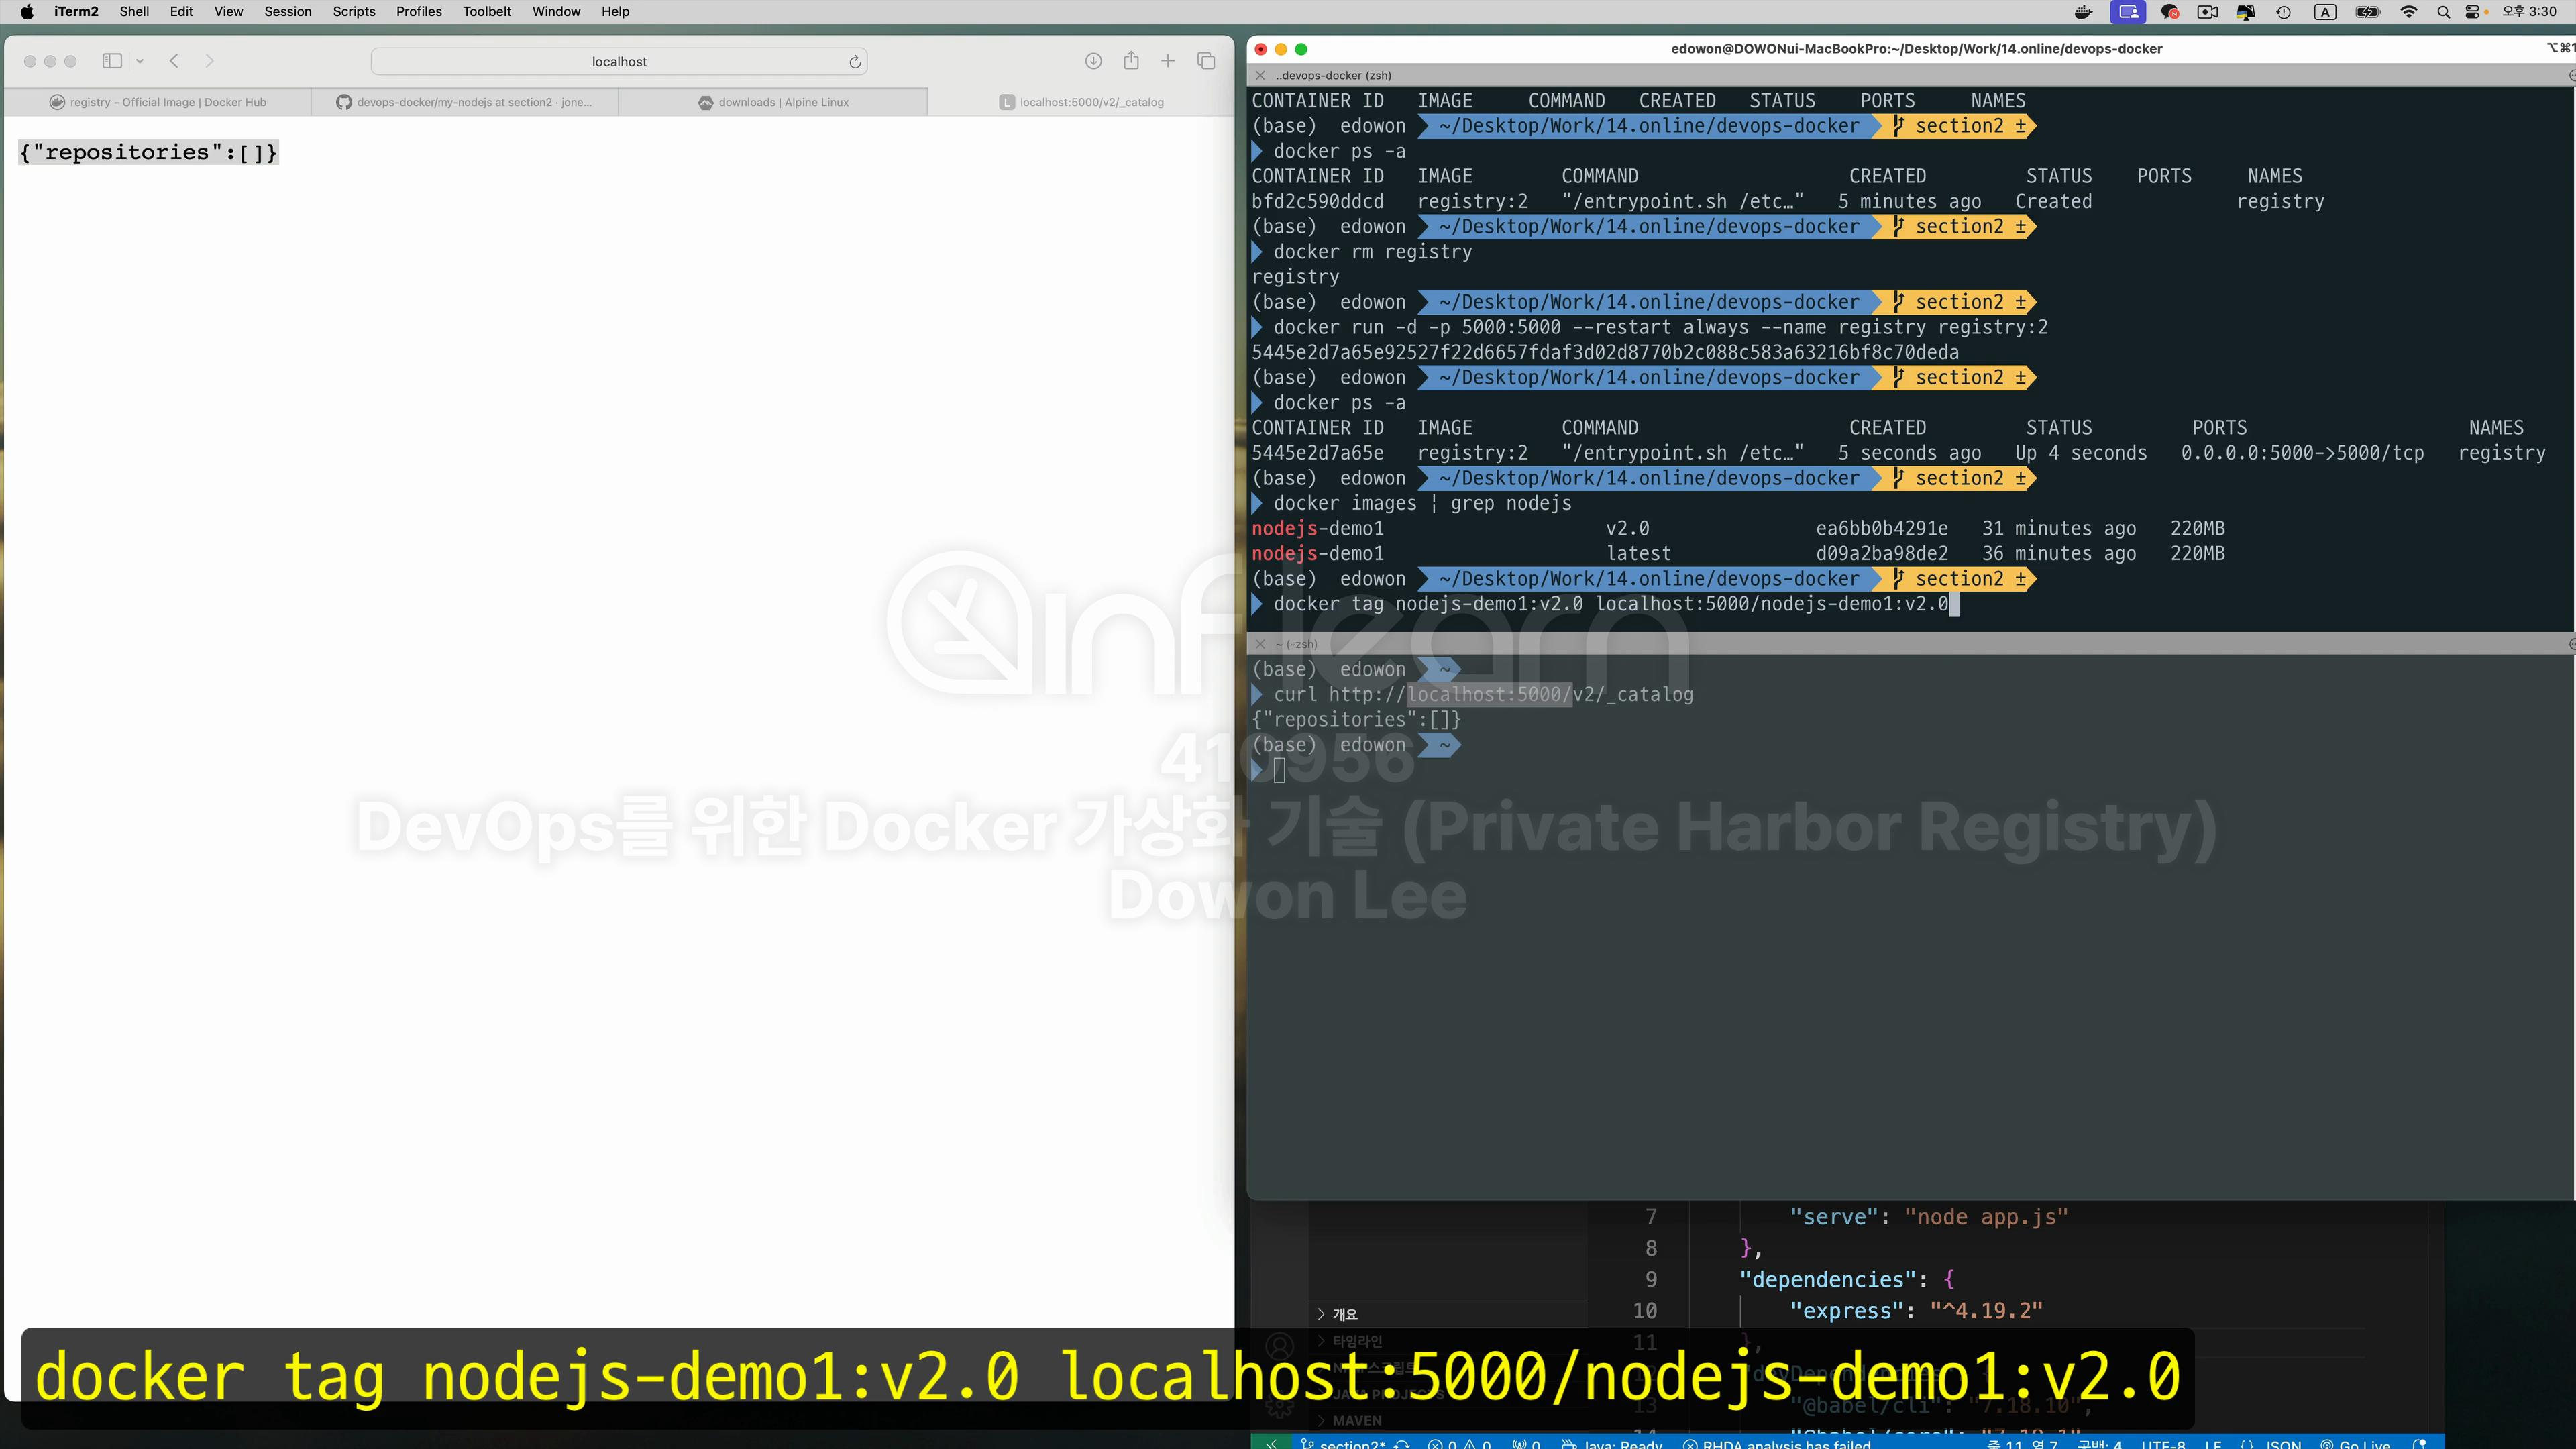 iTerm2 Shell Edit View Session Scripts Profiles Toolbelt Window Help
오후 3:30
localhost
registry - Official Image | Docker Hub
devops-docker/my-nodejs at section2 · jone...
downloads | Alpine Linux
L localhost:5000/v2/_catalog
{"repositories":[]}
edowon@DOWONui-MacBookPro:~/Desktop/Work/14.online/devops-docker
..devops-docker (zsh)
CONTAINER ID IMAGE COMMAND CREATED STATUS PORTS NAMES
(base) edowon ~/Desktop/Work/14.online/devops-docker section2 ±
docker ps -a
CONTAINER ID IMAGE COMMAND CREATED STATUS PORTS NAMES
bfd2c590ddcd registry:2 "/entrypoint.sh /etc…" 5 minutes ago Created registry
(base) edowon ~/Desktop/Work/14.online/devops-docker section2 ±
docker rm registry
registry
(base) edowon ~/Desktop/Work/14.online/devops-docker section2 ±
docker run -d -p 5000:5000 --restart always --name registry registry:2
5445e2d7a65e92527f22d6657fdaf3d02d8770b2c088c583a63216bf8c70deda
(base) edowon ~/Desktop/Work/14.online/devops-docker section2 ±
docker ps -a
CONTAINER ID IMAGE COMMAND CREATED STATUS PORTS NAMES
5445e2d7a65e registry:2 "/entrypoint.sh /etc…" 5 seconds ago Up 4 seconds 0.0.0.0:5000->5000/tcp registry
(base) edowon ~/Desktop/Work/14.online/devops-docker section2 ±
docker images | grep nodejs
nodejs-demo1 v2.0 ea6bb0b4291e 31 minutes ago 220MB
nodejs-demo1 latest d09a2ba98de2 36 minutes ago 220MB
(base) edowon ~/Desktop/Work/14.online/devops-docker section2 ±
docker tag nodejs-demo1:v2.0 localhost:5000/nodejs-demo1:v2.0
~ (-zsh)
(base) edowon ~
curl http://localhost:5000/v2/_catalog
{"repositories":[]}
(base) edowon ~
inflearn
410956
DevOps를 위한 Docker 가상화 기술 (Private Harbor Registry)
Dowon Lee
7 "serve": "node app.js"
8 },
9 "dependencies": {
10 "express": "^4.19.2"
11 },
개요
타임라인
MAVEN
13 "@babel/cli": "7.18.10",
docker tag nodejs-demo1:v2.0 localhost:5000/nodejs-demo1:v2.0
section2* 0 0 0 Java: Ready RHDA analysis has failed 줄 11, 열 7 공백: 4 UTF-8 LF {} JSON Go Live